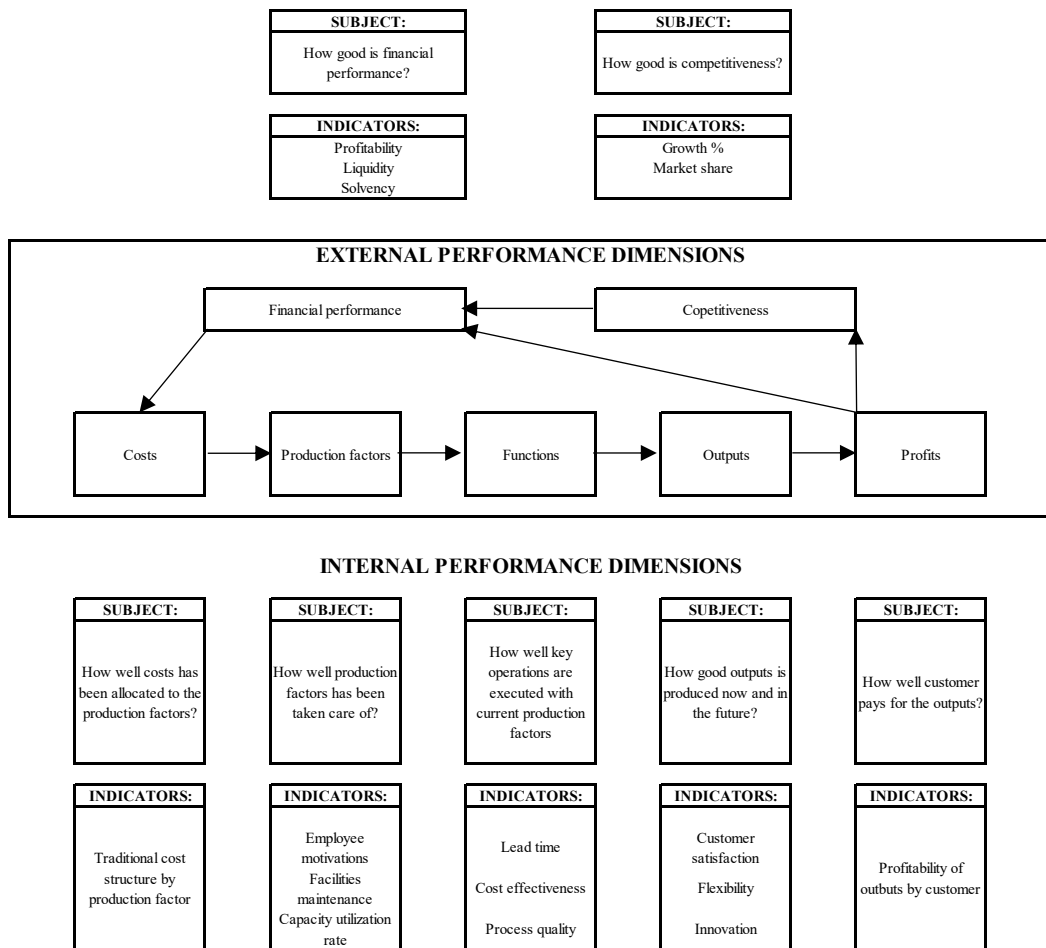 SUBJECT:
How good is financial
performance?
SUBJECT:
How good is competitiveness?
INDICATORS:
Profitability
Liquidity
Solvency
INDICATORS:
Growth %
Market share
EXTERNAL PERFORMANCE DIMENSIONS
Financial performance
Copetitiveness
Costs
Production factors
Functions
Outputs
Profits
INTERNAL PERFORMANCE DIMENSIONS
SUBJECT:
How well costs has
been allocated to the
production factors?
SUBJECT:
How well production
factors has been
taken care of?
SUBJECT:
How well key
operations are
executed with
current production
factors
SUBJECT:
How good outputs is
produced now and in
the future?
SUBJECT:
How well customer
pays for the outputs?
INDICATORS:
Traditional cost
structure by
production factor
INDICATORS:
Employee
motivations
Facilities
maintenance
Capacity utilization
rate
INDICATORS:
Lead time
Cost effectiveness
Process quality
INDICATORS:
Customer
satisfaction
Flexibility
Innovation
INDICATORS:
Profitability of
outbuts by customer